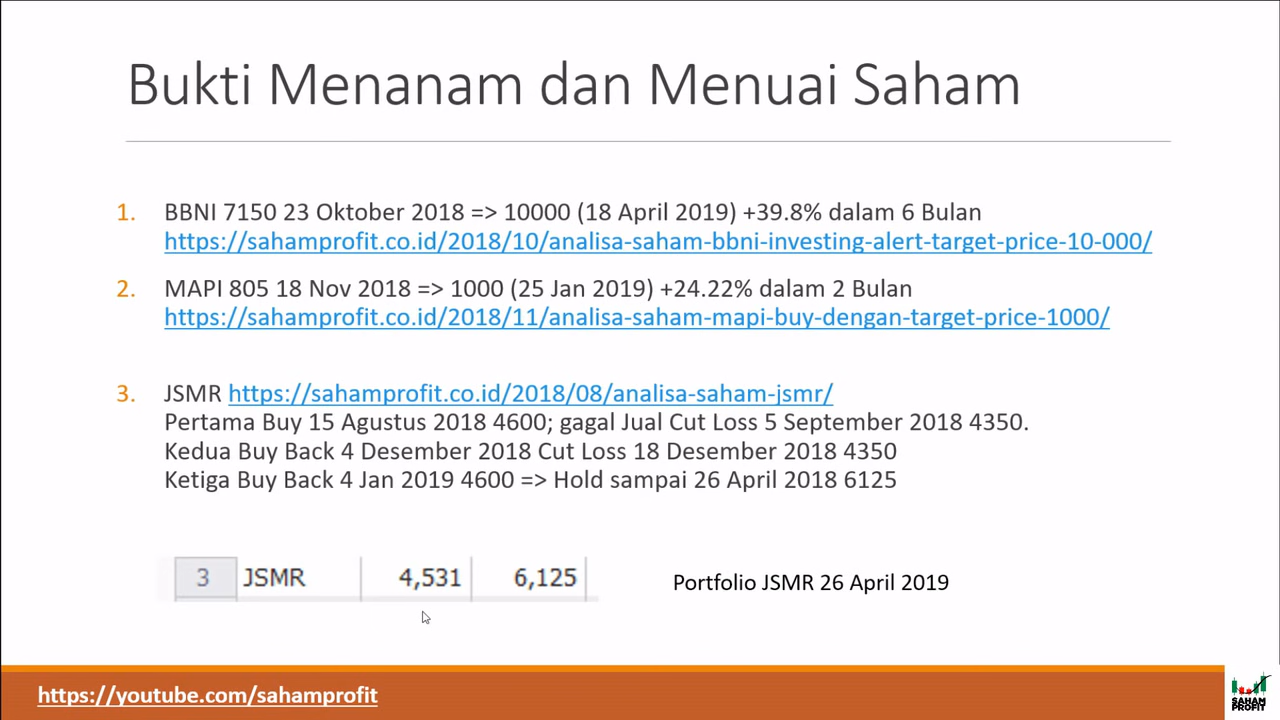 Bukti Menanam dan Menuai Saham
1. BBNI 7150 23 Oktober 2018 => 10000 (18 April 2019) +39.8% dalam 6 Bulan
https://sahamprofit.co.id/2018/10/analisa-saham-bbni-investing-alert-target-price-10-000/
2. MAPI 805 18 Nov 2018 => 1000 (25 Jan 2019) +24.22% dalam 2 Bulan
https://sahamprofit.co.id/2018/11/analisa-saham-mapi-buy-dengan-target-price-1000/
3. JSMR https://sahamprofit.co.id/2018/08/analisa-saham-jsmr/
Pertama Buy 15 Agustus 2018 4600; gagal Jual Cut Loss 5 September 2018 4350.
Kedua Buy Back 4 Desember 2018 Cut Loss 18 Desember 2018 4350
Ketiga Buy Back 4 Jan 2019 4600 => Hold sampai 26 April 2018 6125
3 JSMR 4,531 6,125
Portfolio JSMR 26 April 2019
https://youtube.com/sahamprofit
SAHAM
PROFIT